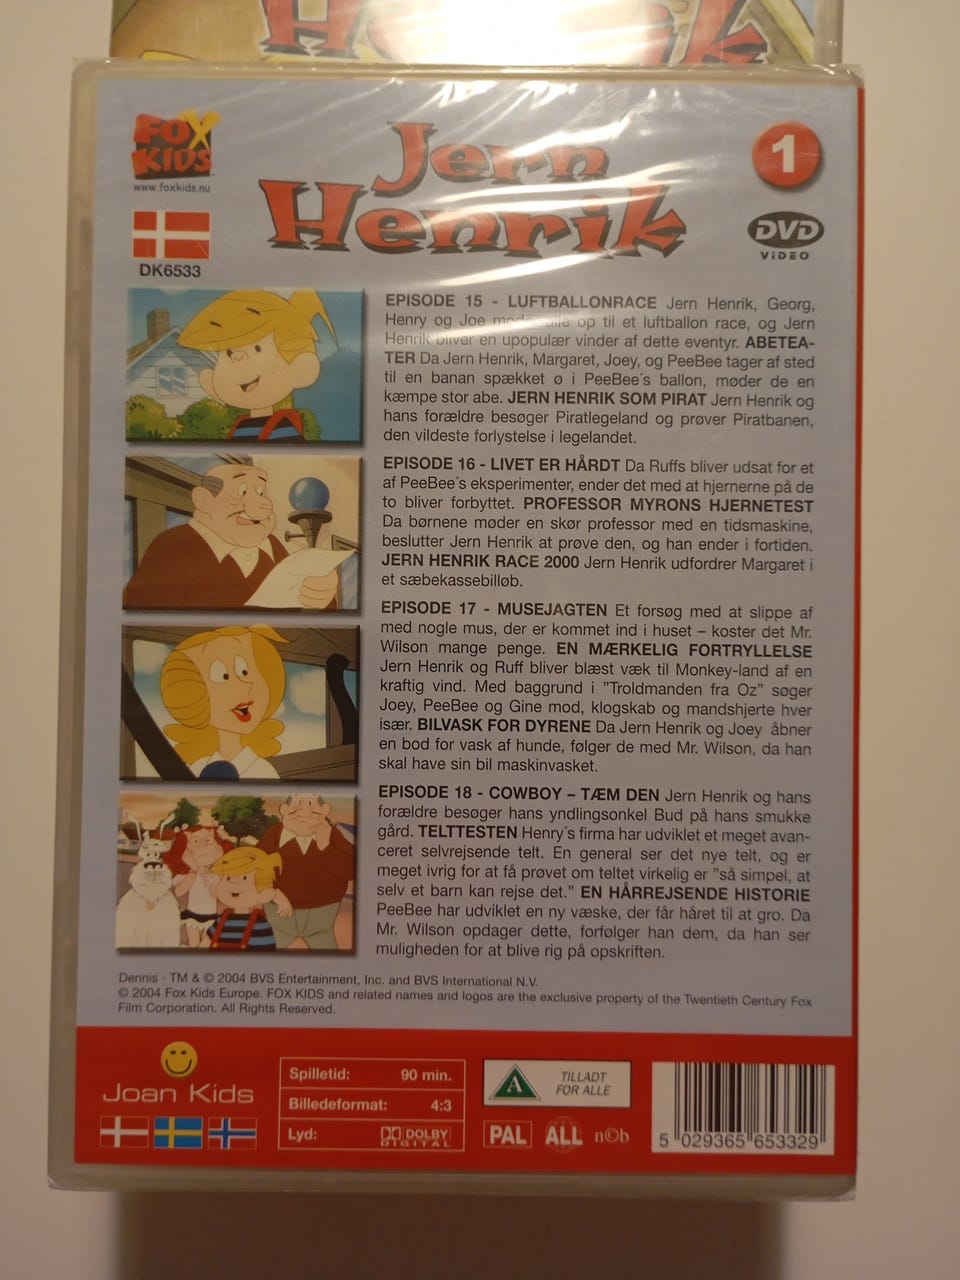 Henrik
FOX
KIDS
www.foxkids.nu
Jern
Henrik
1
DVD
VIDEO
DK6533
EPISODE 15 - LUFTBALLONRACE Jern Henrik, Georg,
Henry og Joe møder alle op til et luftballon race, og Jern
Henrik bliver en upopulær vinder af dette eventyr. ABETEA-
TER Da Jern Henrik, Margaret, Joey, og PeeBee tager af sted
til en banan spækket ø i PeeBee´s ballon, møder de en
kæmpe stor abe. JERN HENRIK SOM PIRAT Jern Henrik og
hans forældre besøger Piratlegeland og prøver Piratbanen,
den vildeste forlystelse i legelandet.
EPISODE 16 - LIVET ER HÅRDT Da Ruffs bliver udsat for et
af PeeBee´s eksperimenter, ender det med at hjernerne på de
to bliver forbyttet. PROFESSOR MYRONS HJERNETEST
Da børnene møder en skør professor med en tidsmaskine,
beslutter Jern Henrik at prøve den, og han ender i fortiden.
JERN HENRIK RACE 2000 Jern Henrik udfordrer Margaret i
et sæbekassebilløb.
EPISODE 17 - MUSEJAGTEN Et forsøg med at slippe af
med nogle mus, der er kommet ind i huset – koster det Mr.
Wilson mange penge. EN MÆRKELIG FORTRYLLELSE
Jern Henrik og Ruff bliver blæst væk til Monkey-land af en
kraftig vind. Med baggrund i ”Troldmanden fra Oz” søger
Joey, PeeBee og Gine mod, klogskab og mandshjerte hver
især. BILVASK FOR DYRENE Da Jern Henrik og Joey åbner
en bod for vask af hunde, følger de med Mr. Wilson, da han
skal have sin bil maskinvasket.
EPISODE 18 - COWBOY – TÆM DEN Jern Henrik og hans
forældre besøger hans yndlingsonkel Bud på hans smukke
gård. TELTTESTEN Henry´s firma har udviklet et meget avan-
ceret selvrejsende telt. En general ser det nye telt, og er
meget ivrig for at få prøvet om teltet virkelig er ”så simpel, at
selv et barn kan rejse det.” EN HÅRREJSENDE HISTORIE
PeeBee har udviklet en ny væske, der får håret til at gro. Da
Mr. Wilson opdager dette, forfølger han dem, da han ser
muligheden for at blive rig på opskriften.
Dennis - TM & © 2004 BVS Entertainment, Inc. and BVS International N.V.
© 2004 Fox Kids Europe. FOX KIDS and related names and logos are the exclusive property of the Twentieth Century Fox
Film Corporation. All Rights Reserved.
Joan Kids
Spilletid: 90 min.
Billedeformat: 4:3
Lyd: DOLBY
DIGITAL
A TILLADT
FOR ALLE
PAL ALL n©b
5 029365 653329